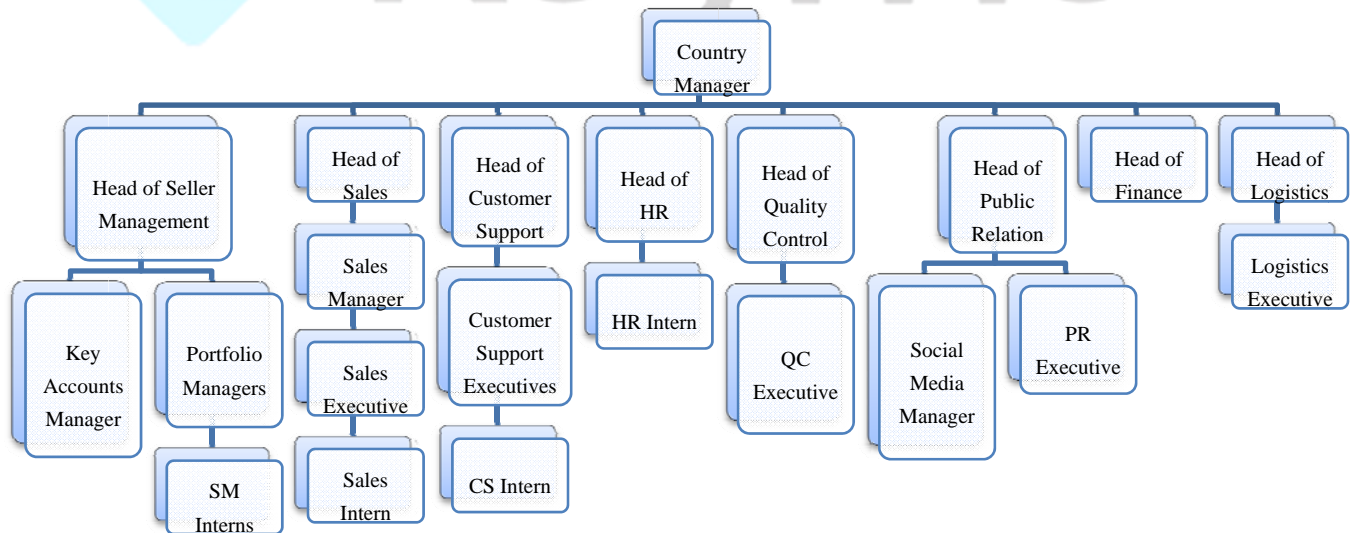 Country
Manager
Head of Seller
Management
Head of
Sales
Head of
Customer
Support
Head of
HR
Head of
Quality
Control
Head of
Public
Relation
Head of
Finance
Head of
Logistics
Key
Accounts
Manager
Portfolio
Managers
SM
Interns
Sales
Manager
Sales
Executive
Sales
Intern
Customer
Support
Executives
CS Intern
HR Intern
QC
Executive
Social
Media
Manager
PR
Executive
Logistics
Executive